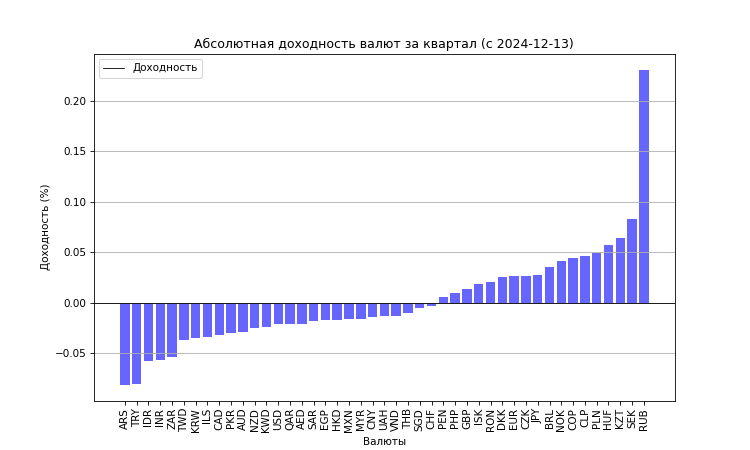 Абсолютная доходность валют за квартал (с 2024-12-13)
Доходность
0.20
0.15
0.10
0.05
0.00
−0.05
Доходность (%)
ARS TRY IDR INR ZAR TWD KRW ILS CAD PKR AUD NZD KWD USD QAR AED SAR EGP HKD MXN MYR CNY UAH VND THB SGD CHF PEN PHP GBP ISK RON DKK EUR CZK JPY BRL NOK COP CLP PLN HUF KZT SEK RUB
Валюты